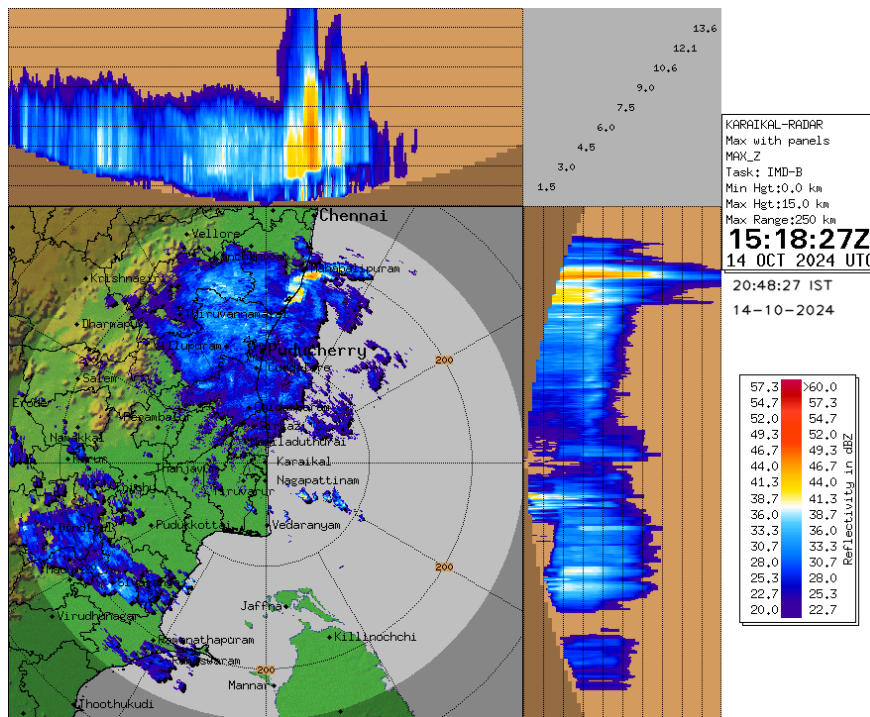 13.6
12.1
10.6
9.0
7.5
6.0
4.5
3.0
1.5
KARAIKAL-RADAR
Max with panels
MAX_Z
Task: IMD-B
Min Hgt:0.0 km
Max Hgt:15.0 km
Max Range:250 km
15:18:27Z
14 OCT 2024 UTC
20:48:27 IST
14-10-2024
Chennai
Vellore
Mahabalipuram
Krishnagiri
Tiruvannamalai
Dharmapuri
Villupuram
Puducherry
200
Salem
Erode
Perambalur
Namakkal
Karur
Karaikal
Thanjavur
Nagapattinam
Tiruvarur
Pudukkottai
Vedaranyam
200
Jaffna
Virudhunagar
Ramanathapuram
Killinochchi
200
Mannar
Thoothukudi
57.3 >60.0
54.7 57.3
52.0 54.7
49.3 52.0
46.7 49.3
44.0 46.7
41.3 44.0
38.7 41.3
36.0 38.7
33.3 36.0
30.7 33.3
28.0 30.7
25.3 28.0
22.7 25.3
20.0 22.7
Reflectivity in dBZ